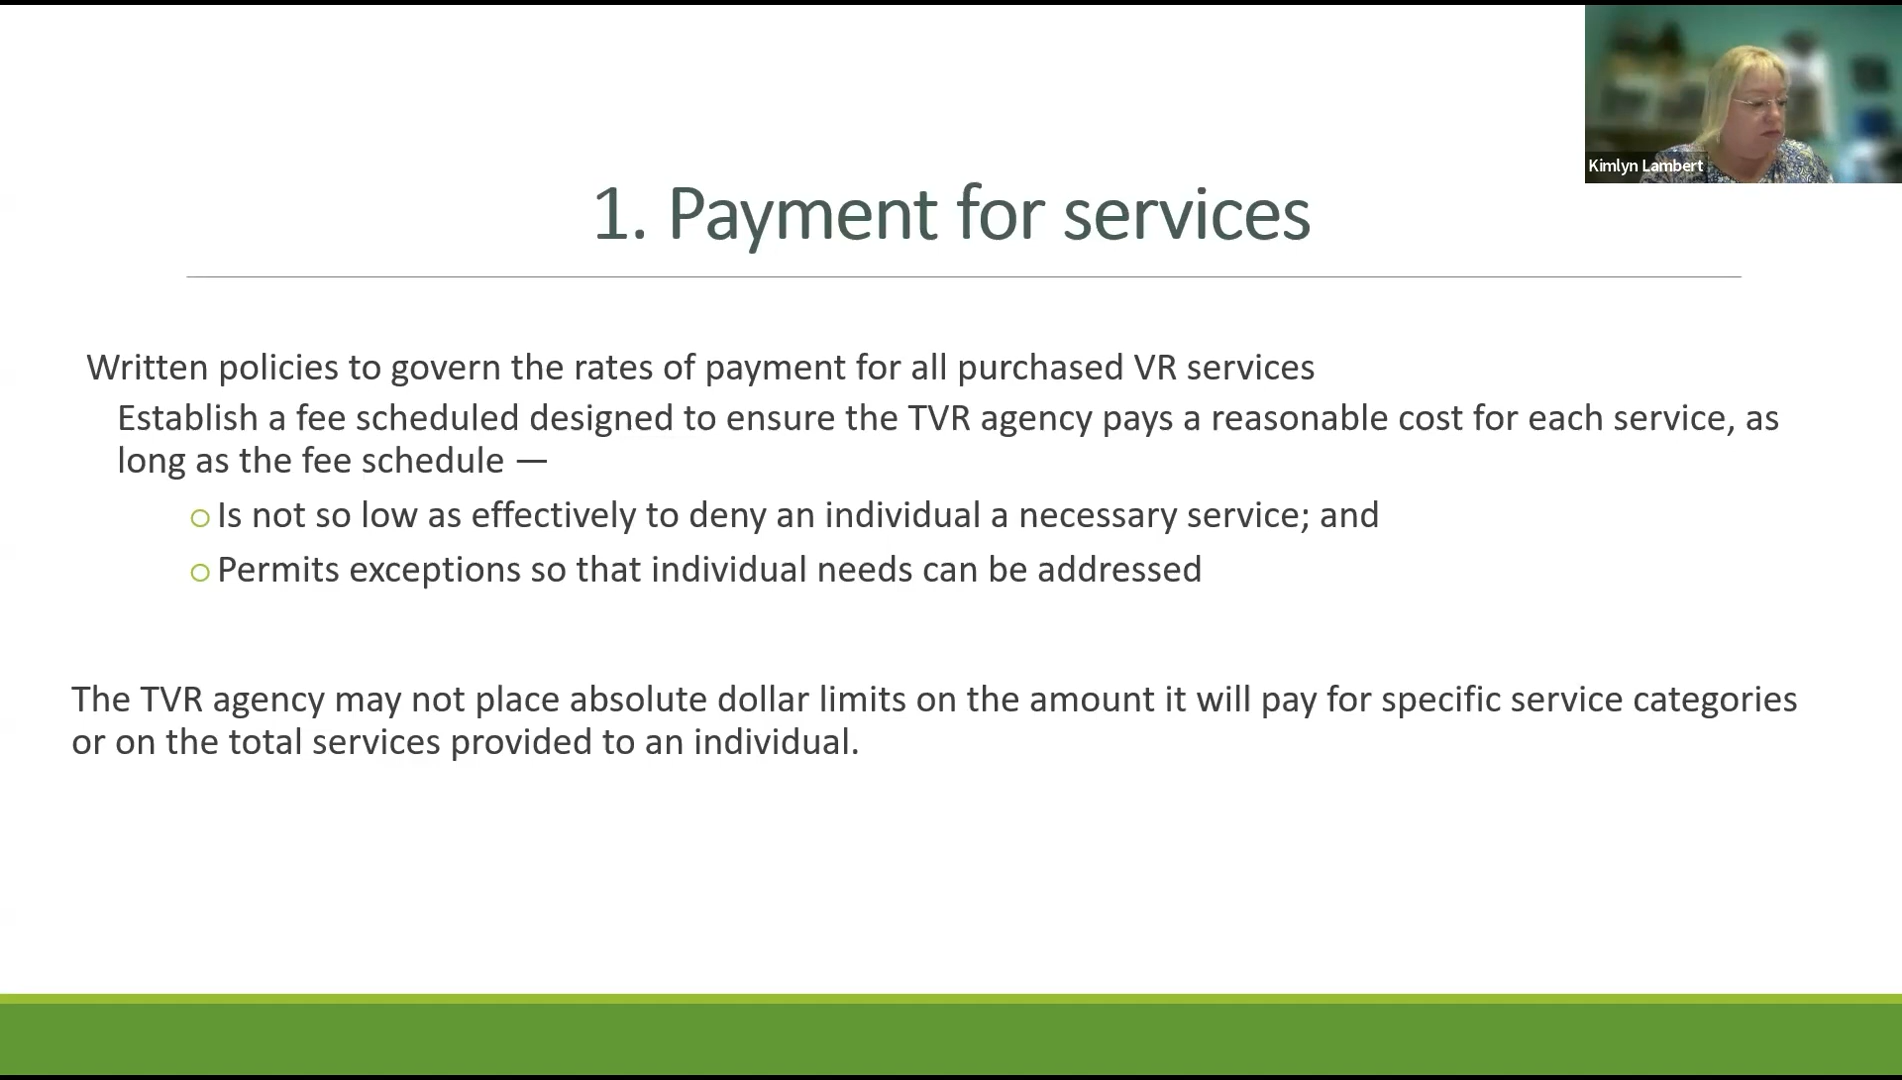 Kimlyn Lambert
1. Payment for services
Written policies to govern the rates of payment for all purchased VR services
Establish a fee scheduled designed to ensure the TVR agency pays a reasonable cost for each service, as
long as the fee schedule —
Is not so low as effectively to deny an individual a necessary service; and
Permits exceptions so that individual needs can be addressed
The TVR agency may not place absolute dollar limits on the amount it will pay for specific service categories
or on the total services provided to an individual.